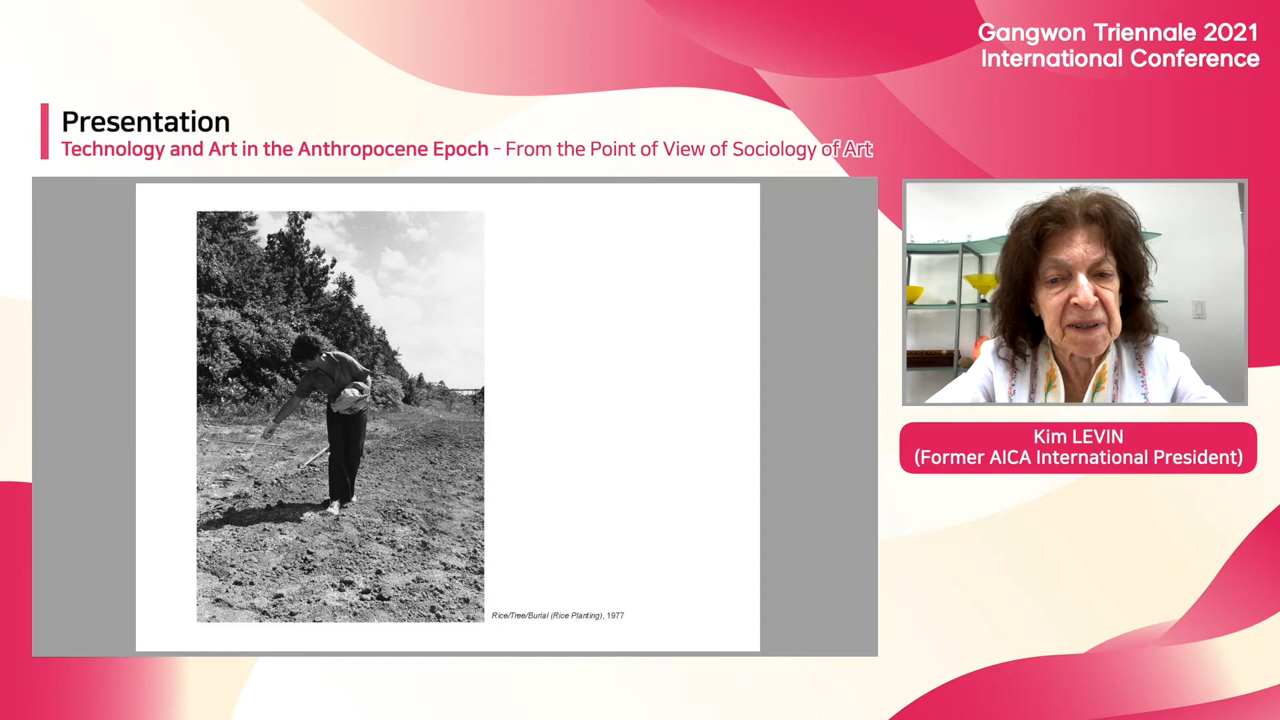 Gangwon Triennale 2021
International Conference
Presentation
Technology and Art in the Anthropocene Epoch - From the Point of View of Sociology of Art
Rice/Tree/Burial (Rice Planting), 1977
Kim LEVIN
(Former AICA International President)